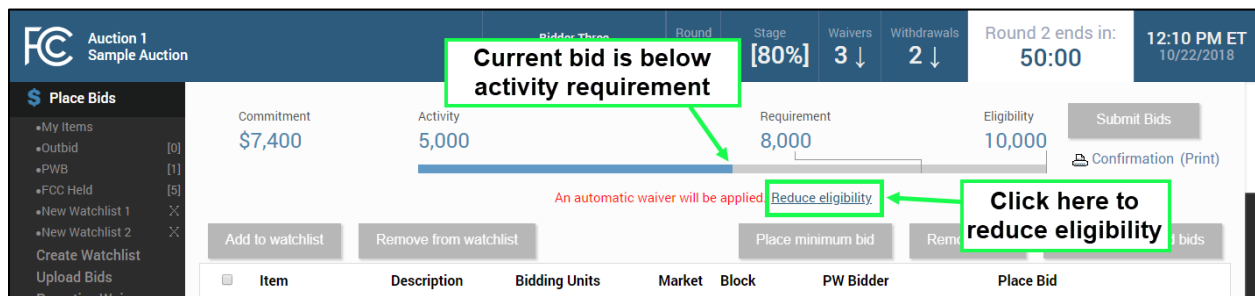 FCC
Auction 1
Sample Auction
Round
Stage
[80%]
Waivers
3 ↓
Withdrawals
2 ↓
Round 2 ends in:
50:00
12:10 PM ET
10/22/2018
Current bid is below
activity requirement
$ Place Bids
•My Items
•Outbid [0]
•PWB [1]
•FCC Held [5]
•New Watchlist 1 X
•New Watchlist 2 X
Create Watchlist
Upload Bids
Commitment
$7,400
Activity
5,000
Requirement
8,000
Eligibility
10,000
Submit Bids
Confirmation (Print)
An automatic waiver will be applied. Reduce eligibility
Click here to
reduce eligibility
Add to watchlist
Remove from watchlist
Place minimum bid
bids
Item Description Bidding Units Market Block PW Bidder Place Bid